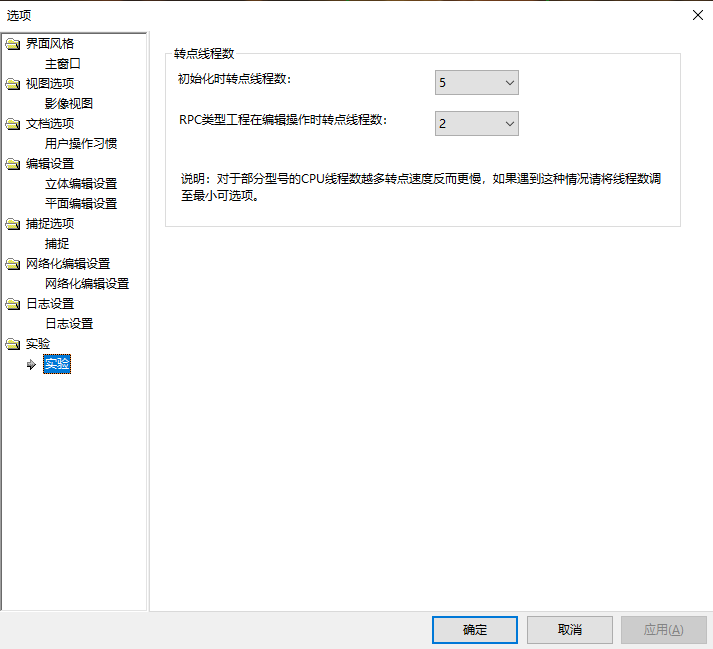 选项
界面风格
主窗口
视图选项
影像视图
文档选项
用户操作习惯
编辑设置
立体编辑设置
平面编辑设置
捕捉选项
捕捉
网络化编辑设置
网络化编辑设置
日志设置
日志设置
实验
实验
转点线程数
初始化时转点线程数：
5
RPC类型工程在编辑操作时转点线程数：
2
说明：对于部分型号的CPU线程数越多转点速度反而更慢，如果遇到这种情况请将线程数调
至最小可选项。
确定
取消
应用(A)